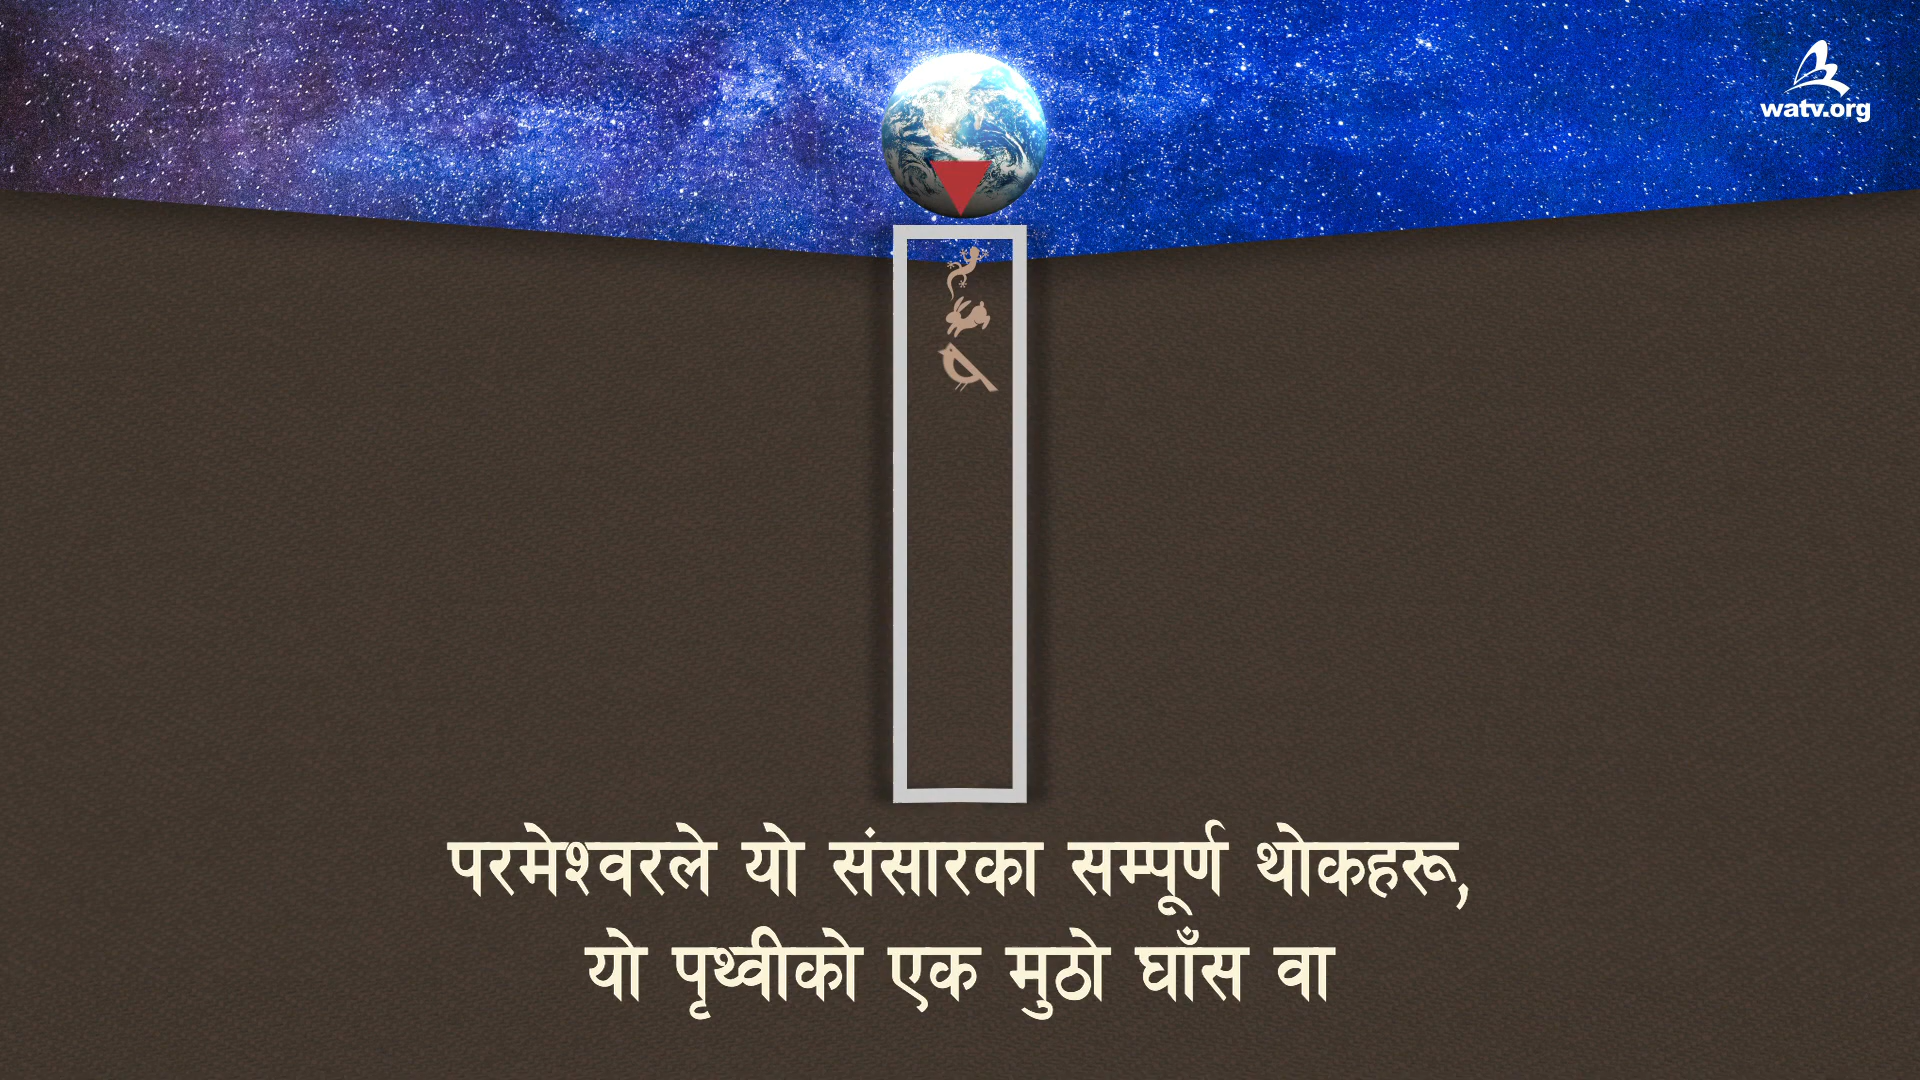 watv.org
परमेश्वरले यो संसारका सम्पूर्ण थोकहरू,
यो पृथ्वीको एक मुठो घाँस वा